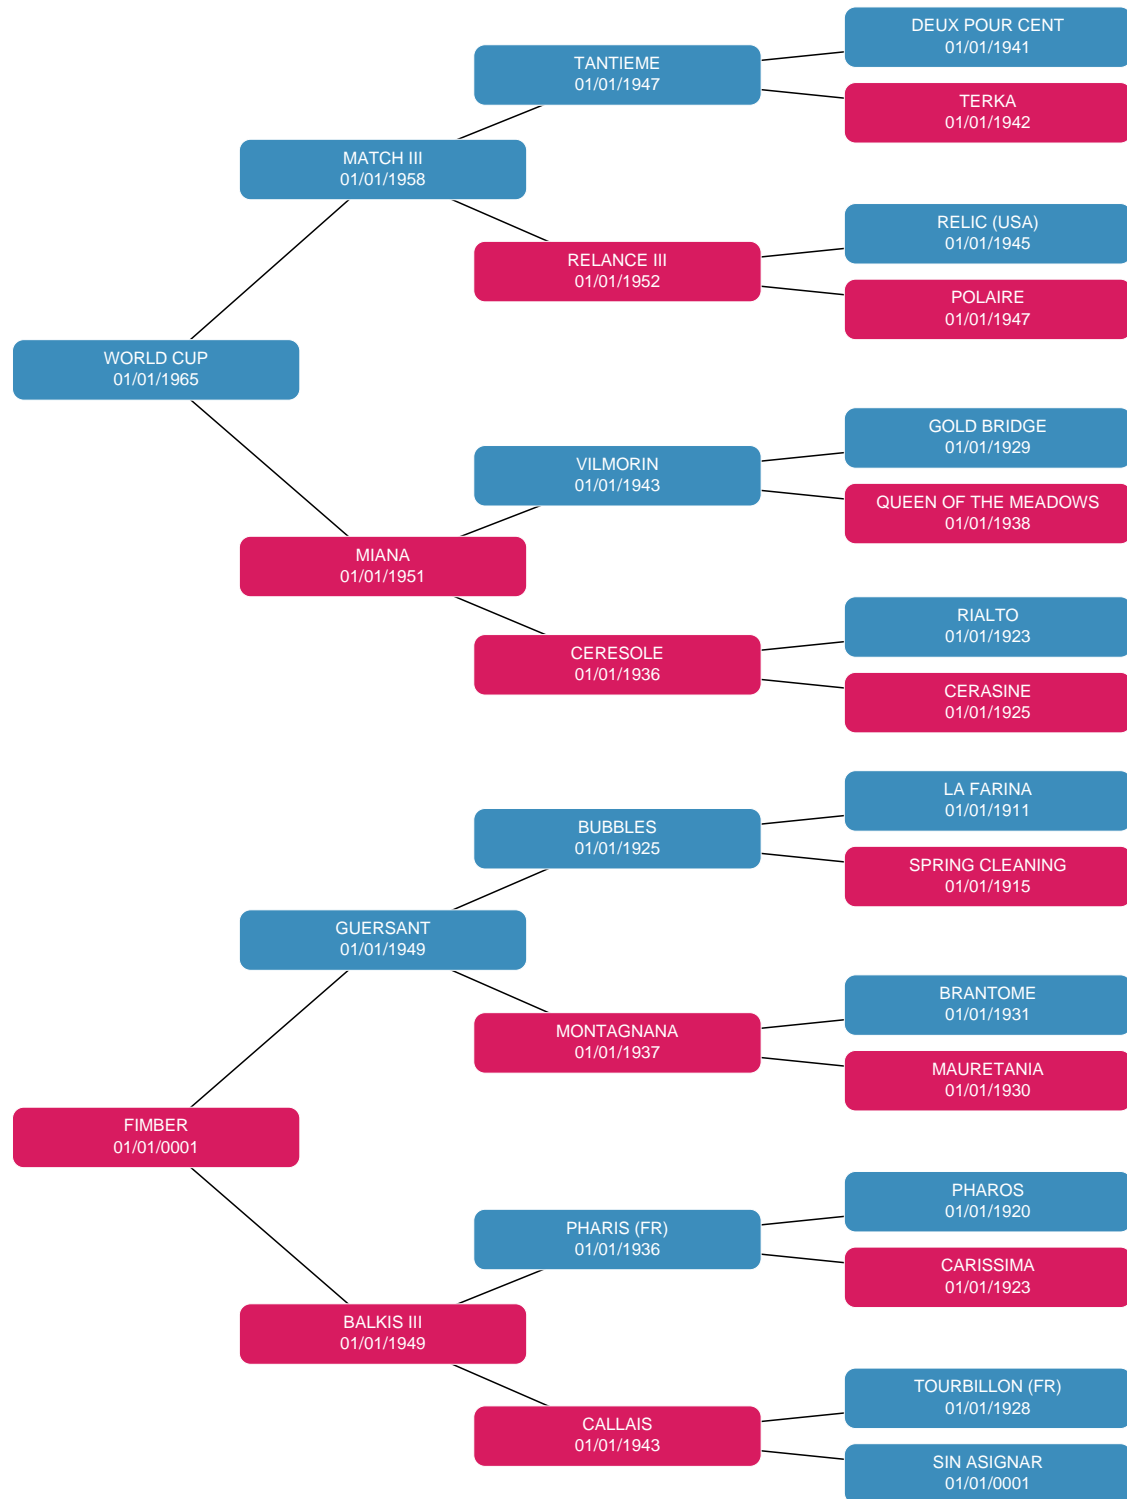 DEUX POUR CENT
01/01/1941
TANTIEME
01/01/1947
TERKA
01/01/1942
MATCH III
01/01/1958
RELIC (USA)
01/01/1945
RELANCE III
01/01/1952
POLAIRE
01/01/1947
WORLD CUP
01/01/1965
GOLD BRIDGE
01/01/1929
VILMORIN
01/01/1943
QUEEN OF THE MEADOWS
01/01/1938
MIANA
01/01/1951
RIALTO
01/01/1923
CERESOLE
01/01/1936
CERASINE
01/01/1925
LA FARINA
01/01/1911
BUBBLES
01/01/1925
SPRING CLEANING
01/01/1915
GUERSANT
01/01/1949
BRANTOME
01/01/1931
MONTAGNANA
01/01/1937
MAURETANIA
01/01/1930
FIMBER
01/01/0001
PHAROS
01/01/1920
PHARIS (FR)
01/01/1936
CARISSIMA
01/01/1923
BALKIS III
01/01/1949
TOURBILLON (FR)
01/01/1928
CALLAIS
01/01/1943
SIN ASIGNAR
01/01/0001